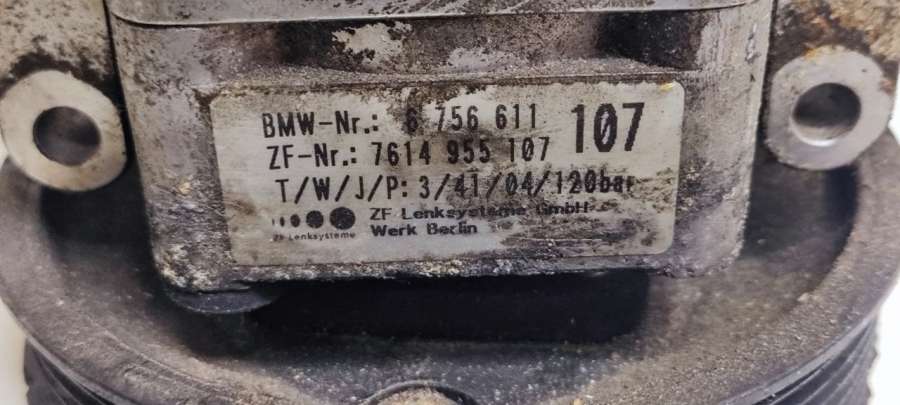 BMW-Nr.: 6 756 611 107
ZF-Nr.: 7614 955 107
T/W/J/P: 3/41/04/120bar
ZF Lenksysteme GmbH
ZF Lenksysteme Werk Berlin